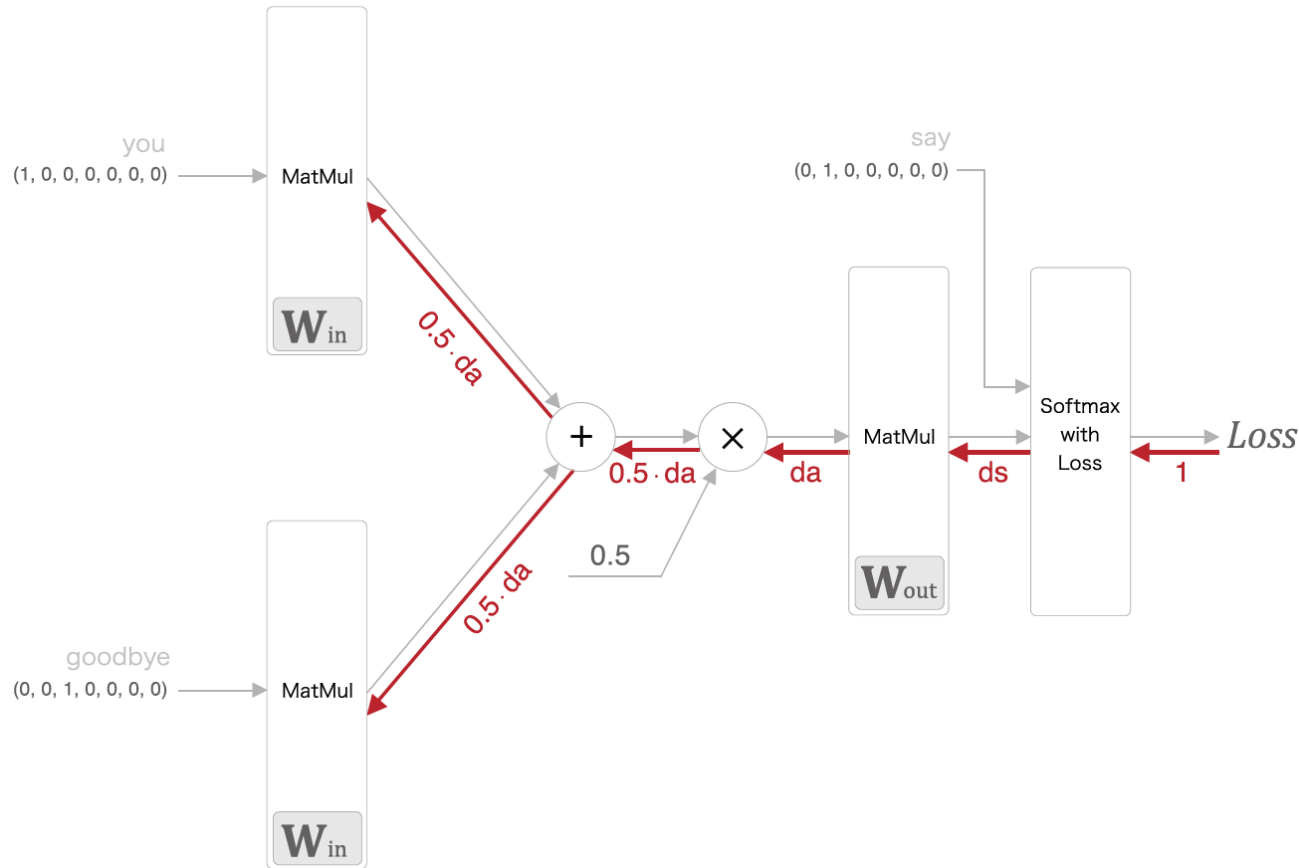 you
(1, 0, 0, 0, 0, 0, 0)
MatMul
W in
0.5 · da
say
(0, 1, 0, 0, 0, 0, 0)
+
×
MatMul
Softmax
with
Loss
Loss
0.5 · da
da
ds
1
0.5
W out
0.5 · da
goodbye
(0, 0, 1, 0, 0, 0, 0)
MatMul
W in